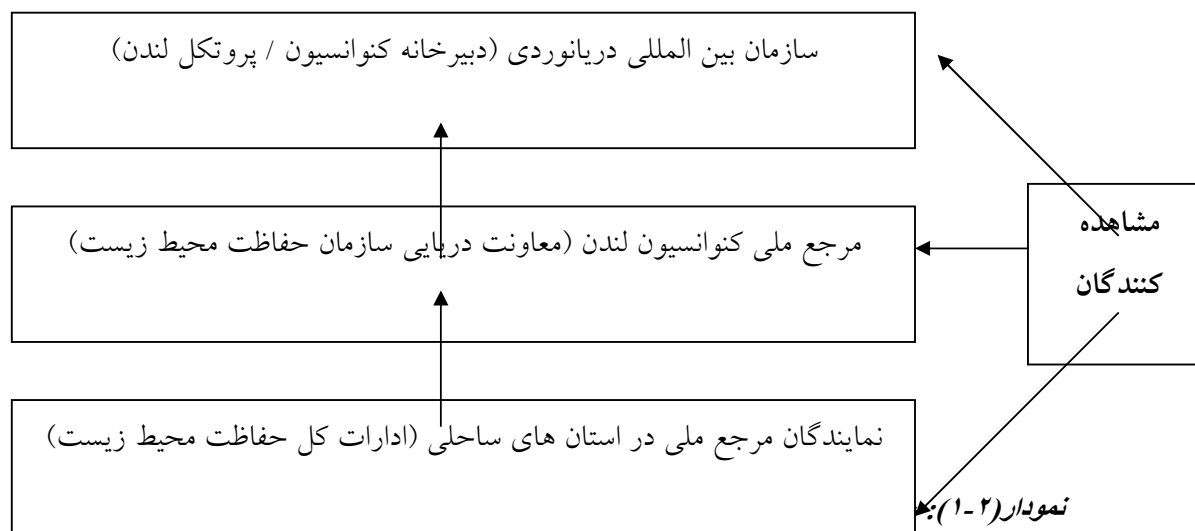 سازمان بین المللی دریانوردی (دبیرخانه کنوانسیون / پروتکل لندن)
مشاهده
کنندگان
مرجع ملی کنوانسیون لندن (معاونت دریایی سازمان حفاظت محیط زیست)
نمایندگان مرجع ملی در استان های ساحلی (ادارات کل حفاظت محیط زیست)
نمودار(۲-۱):